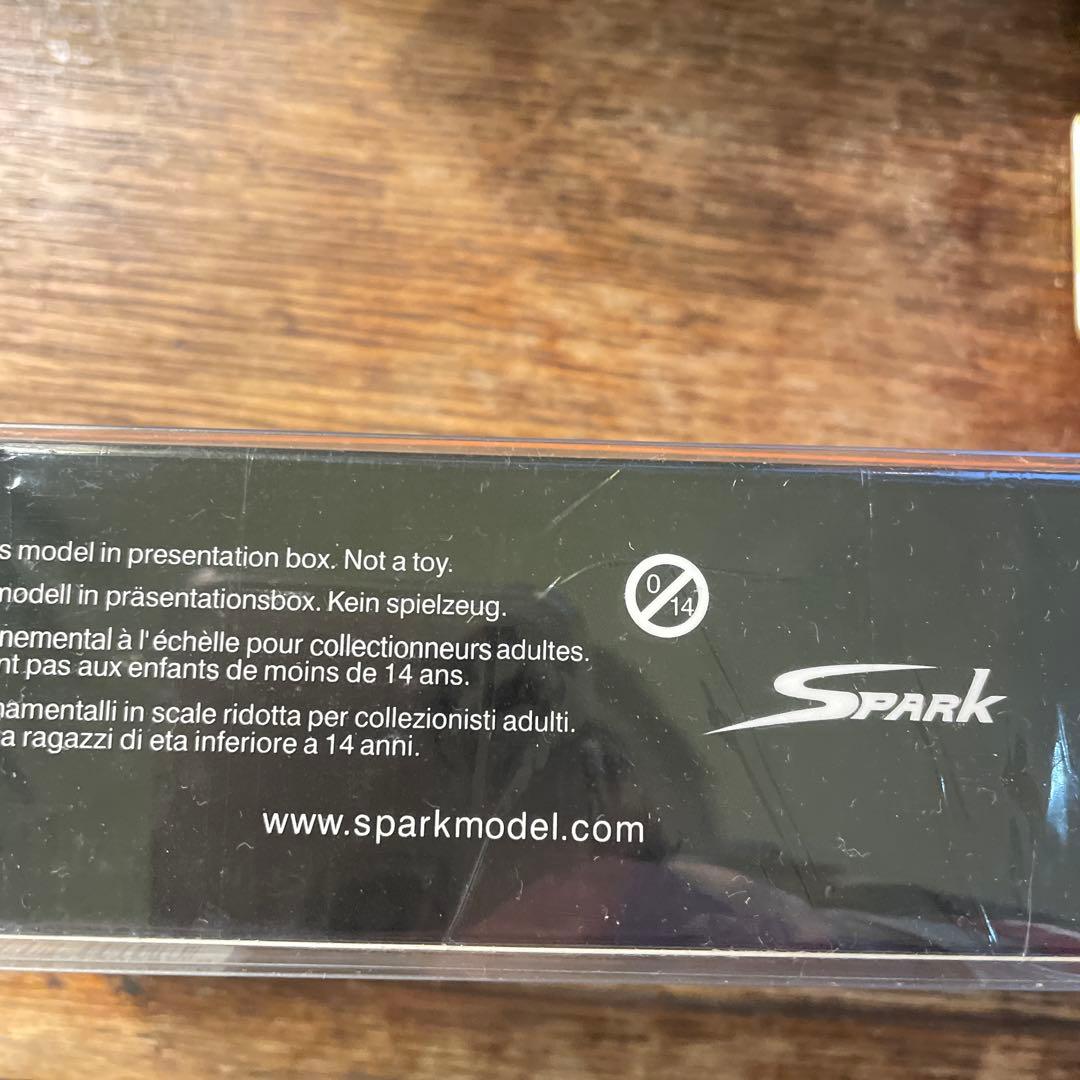 s model in presentation box. Not a toy.
modell in präsentationsbox. Kein spielzeug.
nemental à l'échèlle pour collectionneurs adultes.
nt pas aux enfants de moins de 14 ans.
amentalli in scale ridotta per collezionisti adulti.
a ragazzi di eta inferiore a 14 anni.
0
14
SPARK
www.sparkmodel.com